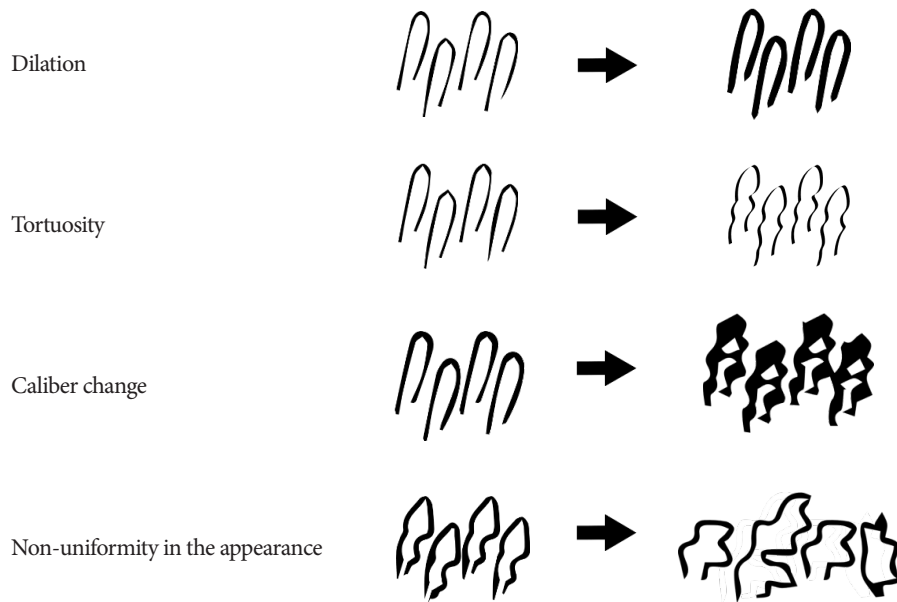 Dilation
Tortuosity
Caliber change
Non-uniformity in the appearance